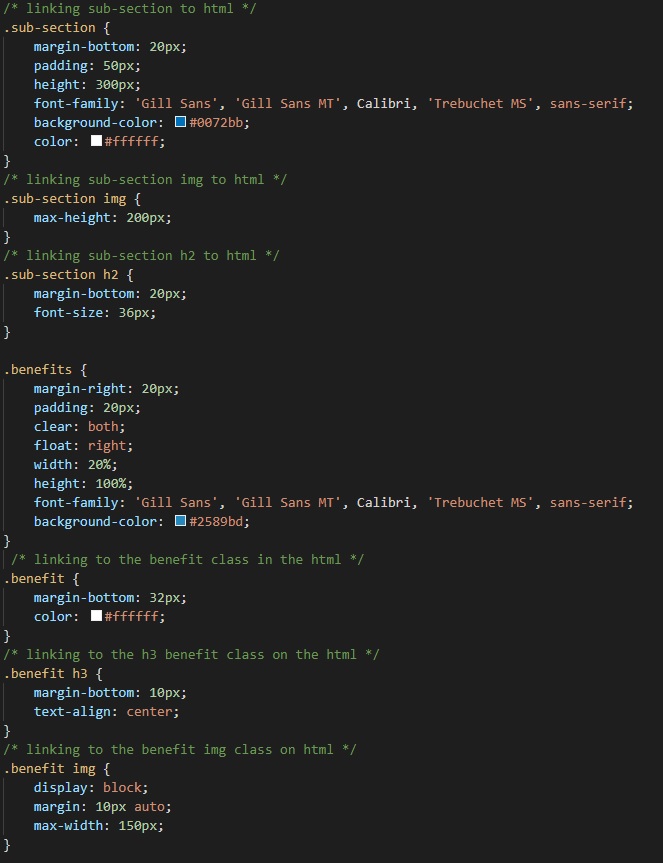 /* linking sub-section to html */
.sub-section {
    margin-bottom: 20px;
    padding: 50px;
    height: 300px;
    font-family: 'Gill Sans', 'Gill Sans MT', Calibri, 'Trebuchet MS', sans-serif;
    background-color: #0072bb;
    color: #ffffff;
}
/* linking sub-section img to html */
.sub-section img {
    max-height: 200px;
}
/* linking sub-section h2 to html */
.sub-section h2 {
    margin-bottom: 20px;
    font-size: 36px;
}

.benefits {
    margin-right: 20px;
    padding: 20px;
    clear: both;
    float: right;
    width: 20%;
    height: 100%;
    font-family: 'Gill Sans', 'Gill Sans MT', Calibri, 'Trebuchet MS', sans-serif;
    background-color: #2589bd;
}
 /* linking to the benefit class in the html */
.benefit {
    margin-bottom: 32px;
    color: #ffffff;
}
/* linking to the h3 benefit class on the html */
.benefit h3 {
    margin-bottom: 10px;
    text-align: center;
}
/* linking to the benefit img class on html */
.benefit img {
    display: block;
    margin: 10px auto;
    max-width: 150px;
}